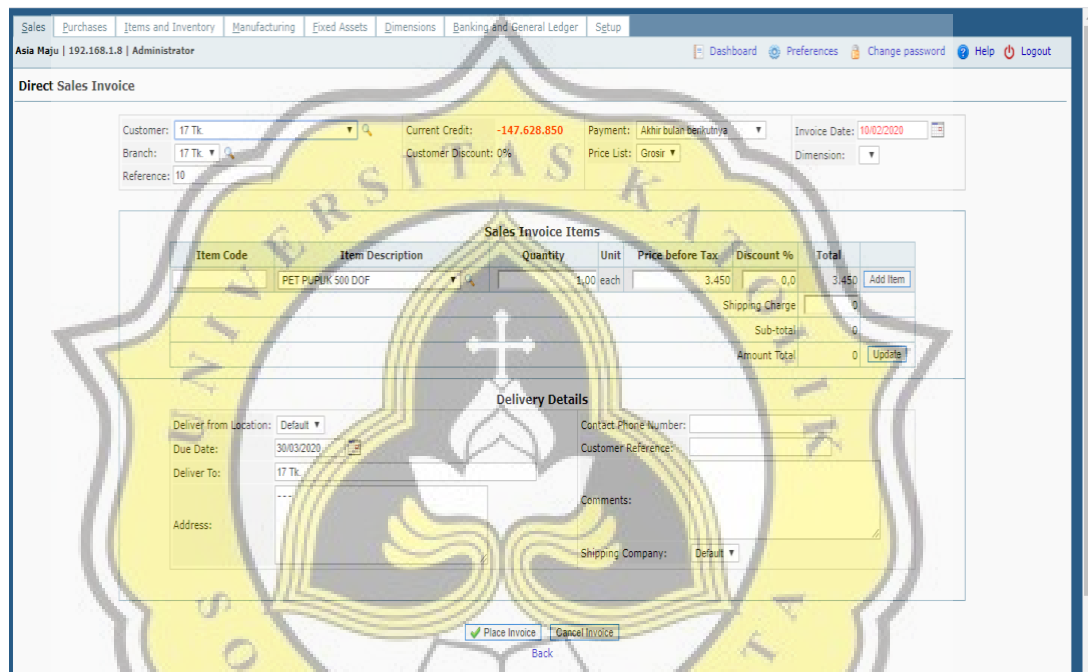 Sales Purchases Items and Inventory Manufacturing Fixed Assets Dimensions Banking and General Ledger Setup
Asia Maju | 192.168.1.8 | Administrator Dashboard Preferences Change password Help Logout
Direct Sales Invoice
Customer: 17 Tk. Current Credit: -147.628.850 Payment: Akhir bulan berikutnya Invoice Date: 10/02/2020
Branch: 17 Tk. Customer Discount: 0% Price List: Grosir Dimension:
Reference: 10
Sales Invoice Items
Item Code Item Description Quantity Unit Price before Tax Discount % Total
PET PUPUK 500 DOF 1,00 each 3.450 0,0 3.450 Add Item
Shipping Charge 0
Sub-total 0
Amount Total 0 Update
Delivery Details
Deliver from Location: Default Contact Phone Number:
Due Date: 30/03/2020 Customer Reference:
Deliver To: 17 Tk.
Address: --- Comments:
Shipping Company: Default
Place Invoice Cancel Invoice
Back
UNIVERSITAS KATOLIK